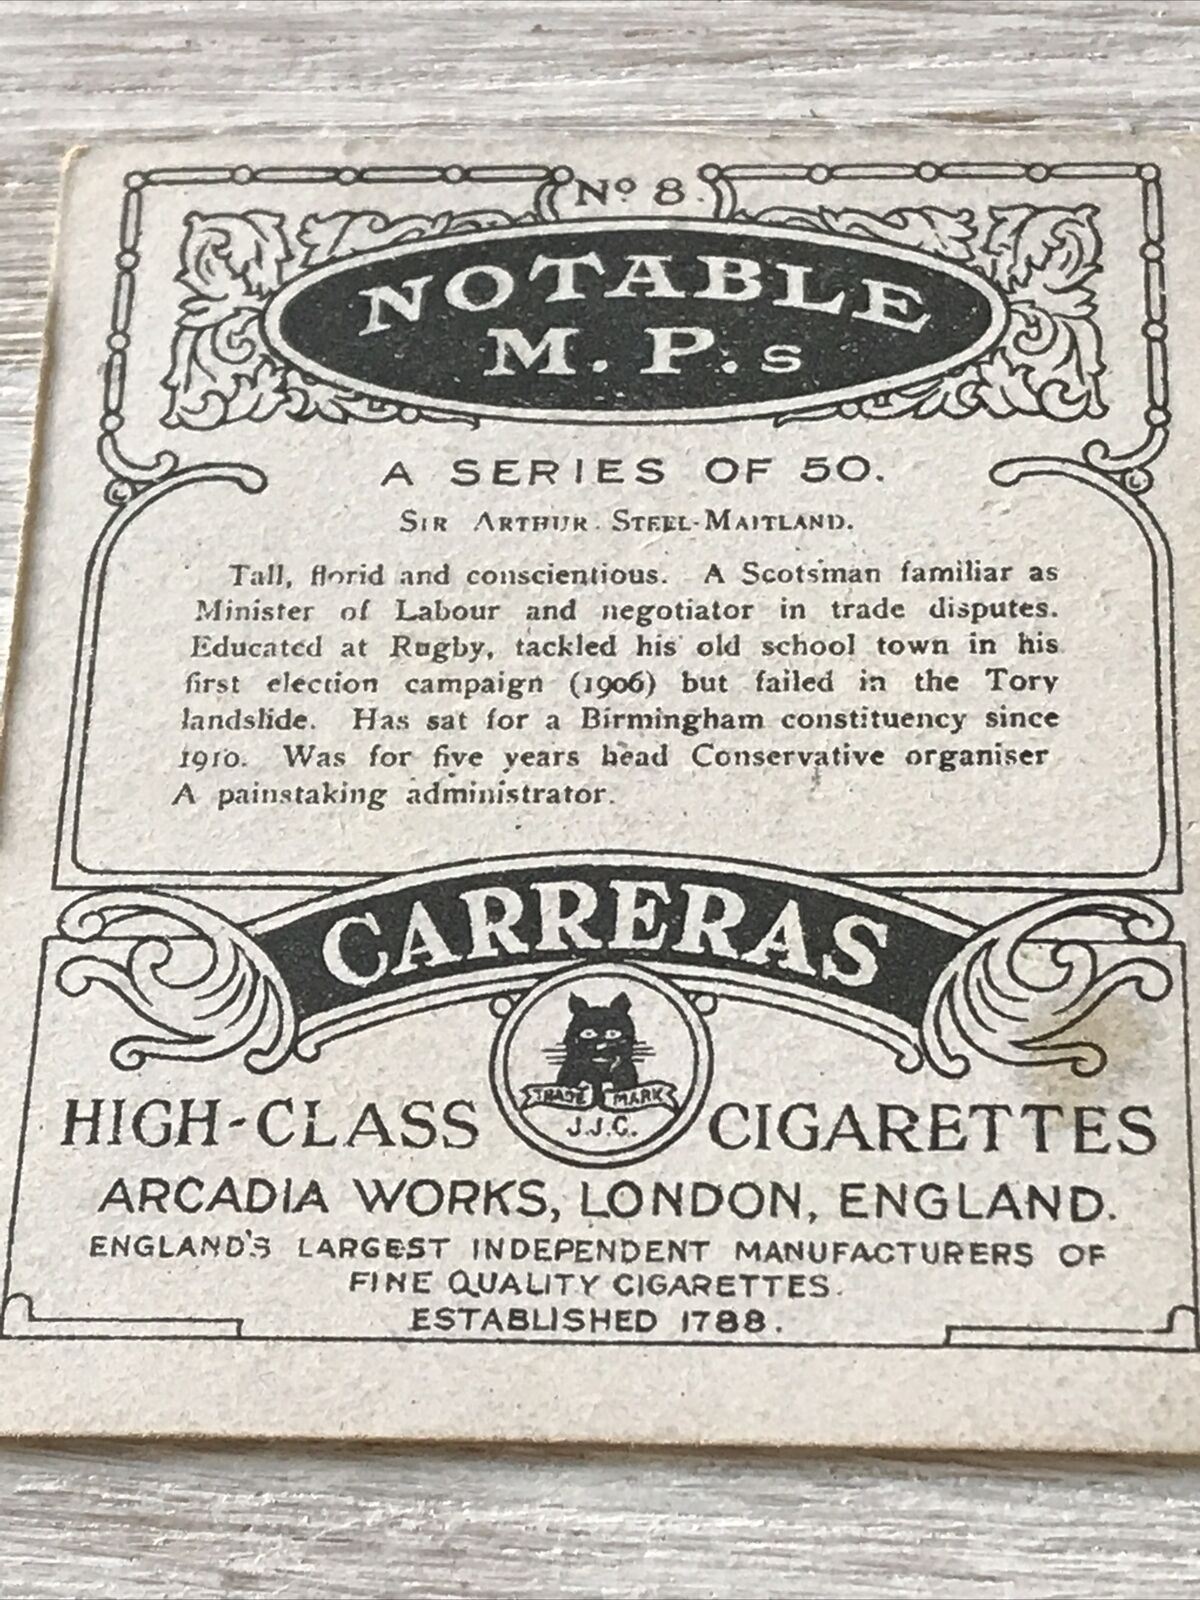 No 8.
NOTABLE
M.P.s
A SERIES OF 50.
SIR ARTHUR STEEL-MAITLAND.
Tall, florid and conscientious. A Scotsman familiar as
Minister of Labour and negotiator in trade disputes.
Educated at Rugby, tackled his old school town in his
first election campaign (1906) but failed in the Tory
landslide. Has sat for a Birmingham constituency since
1910. Was for five years head Conservative organiser
A painstaking administrator.
CARRERAS
TRADE MARK
J.J.C.
HIGH-CLASS CIGARETTES
ARCADIA WORKS, LONDON, ENGLAND.
ENGLAND'S LARGEST INDEPENDENT MANUFACTURERS OF
FINE QUALITY CIGARETTES.
ESTABLISHED 1788.